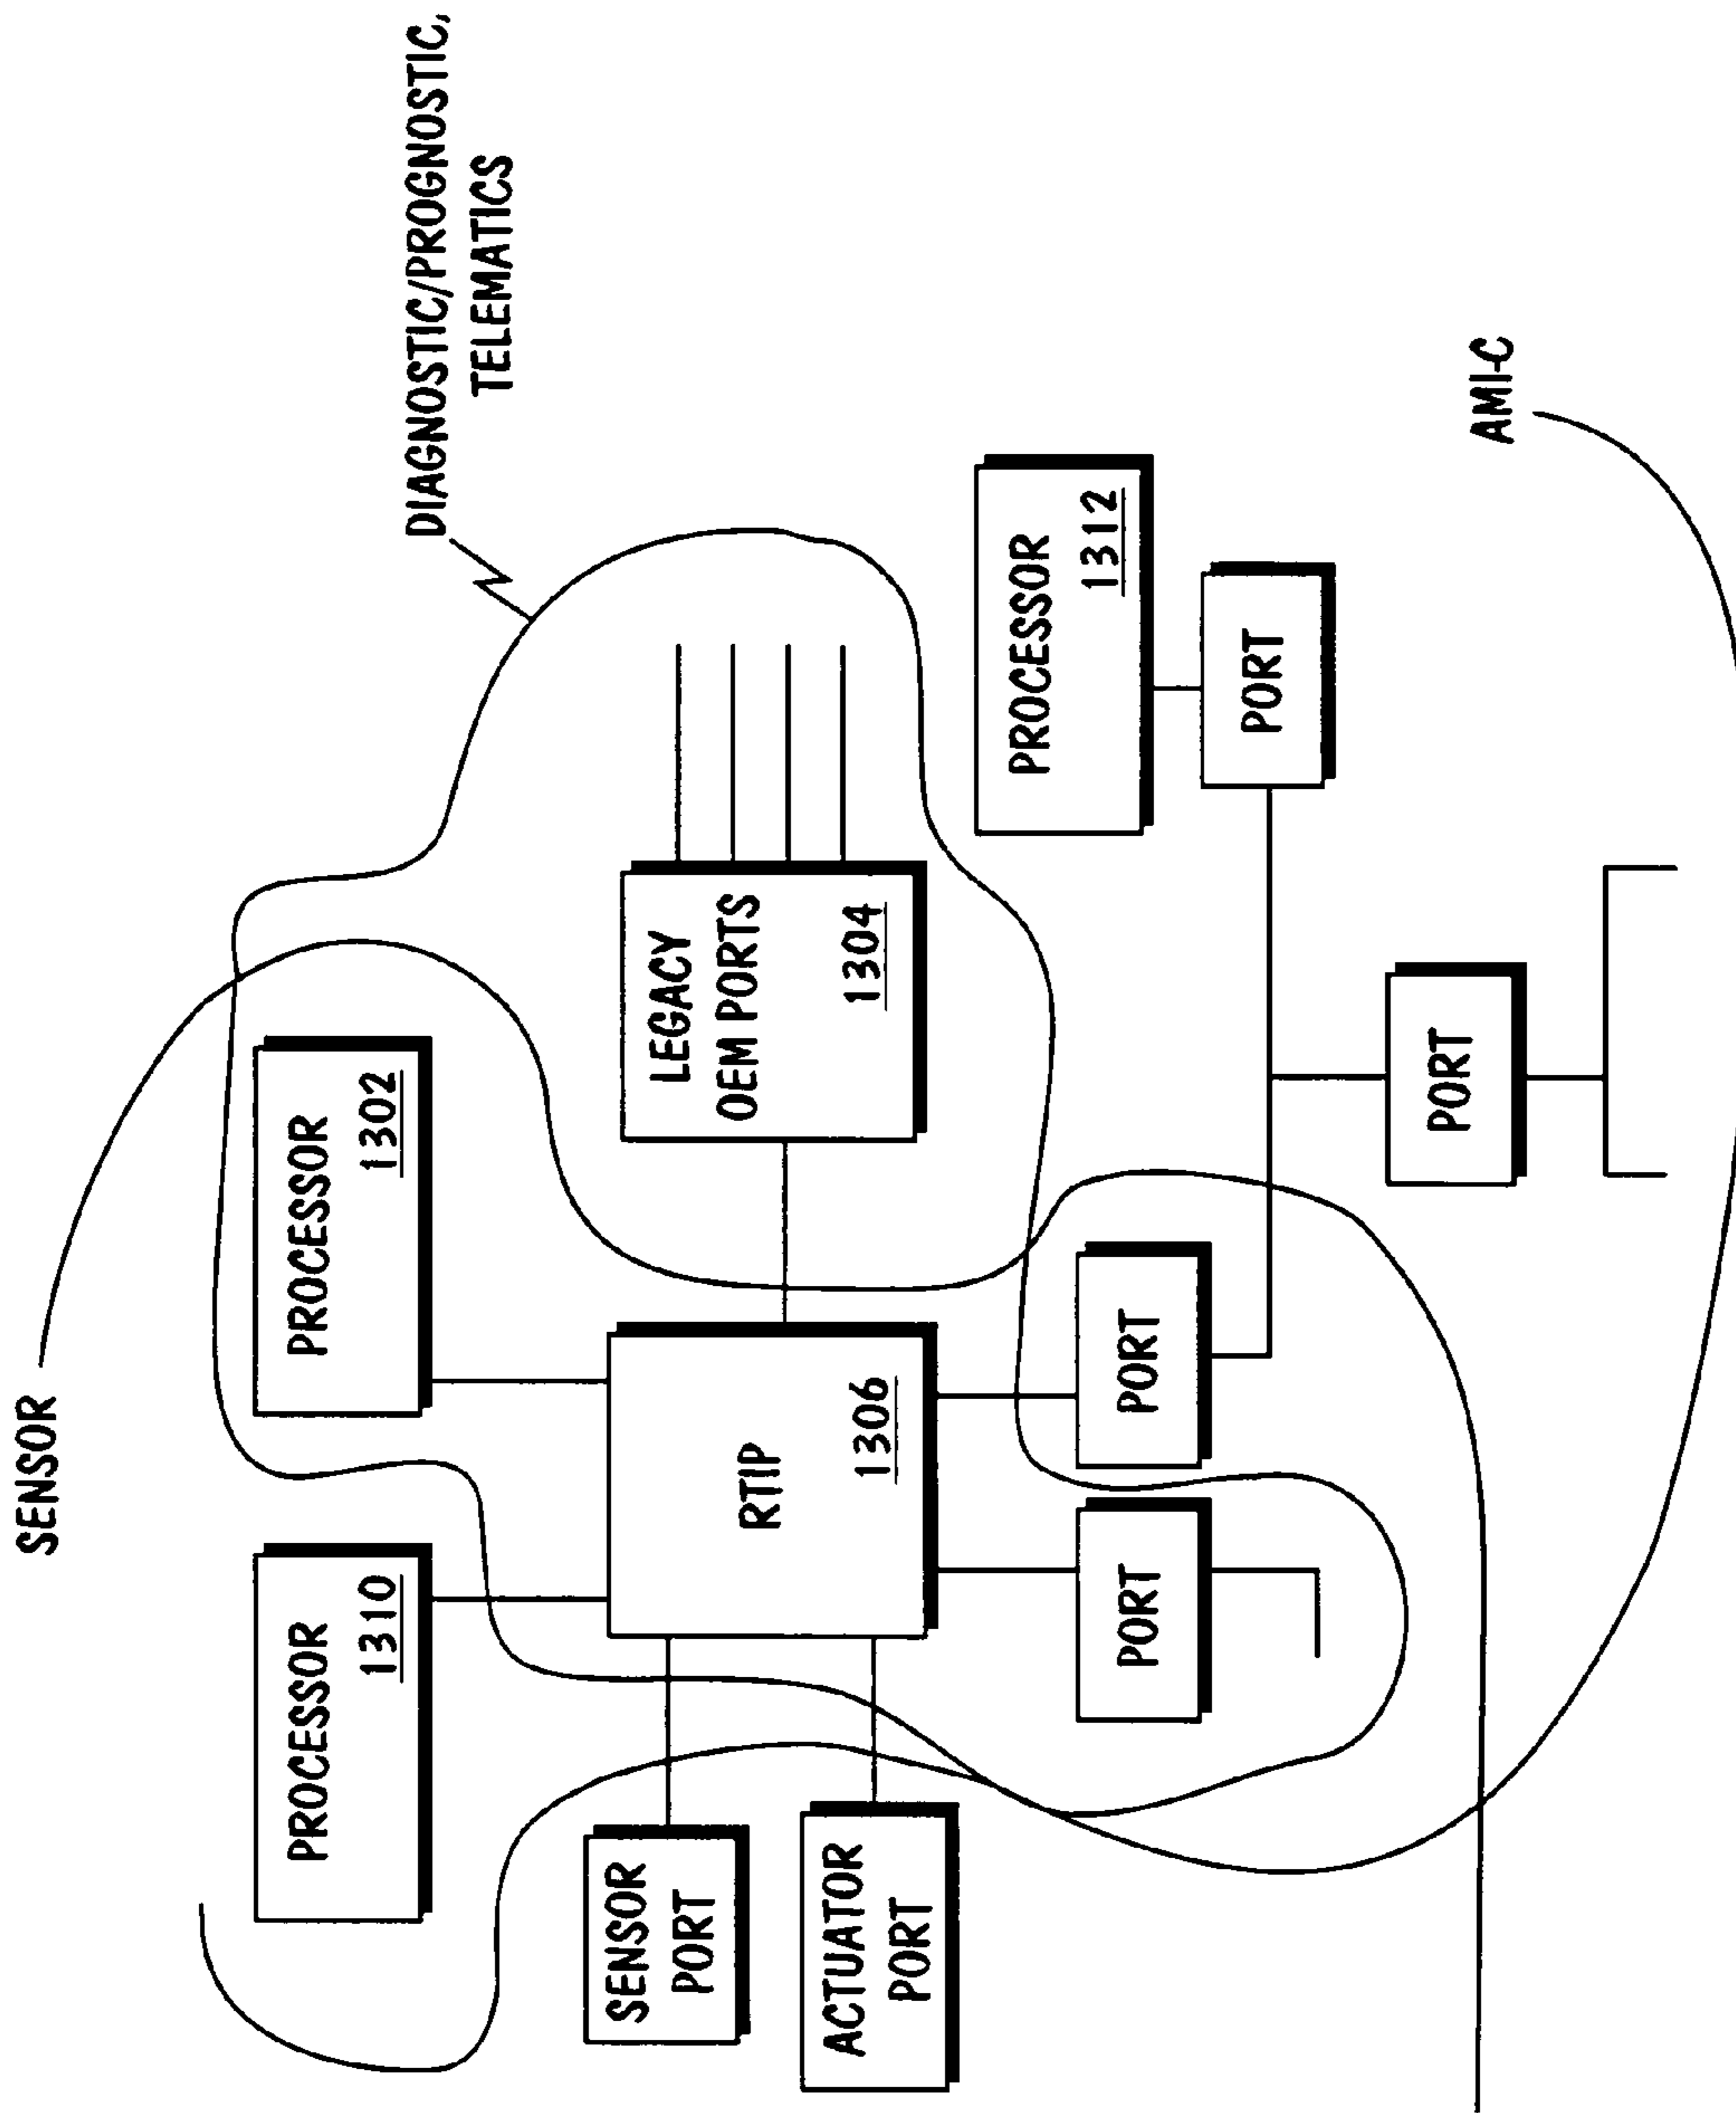 SENSOR
DIAGNOSTIC/PROGNOSTIC,
TELEMATICS
PROCESSOR
1310
PROCESSOR
1302
SENSOR
PORT
ACTUATOR
PORT
RTIP
1306
LEGACY
OEM PORTS
1304
PORT
PORT
PROCESSOR
1312
PORT
PORT
AMI-C